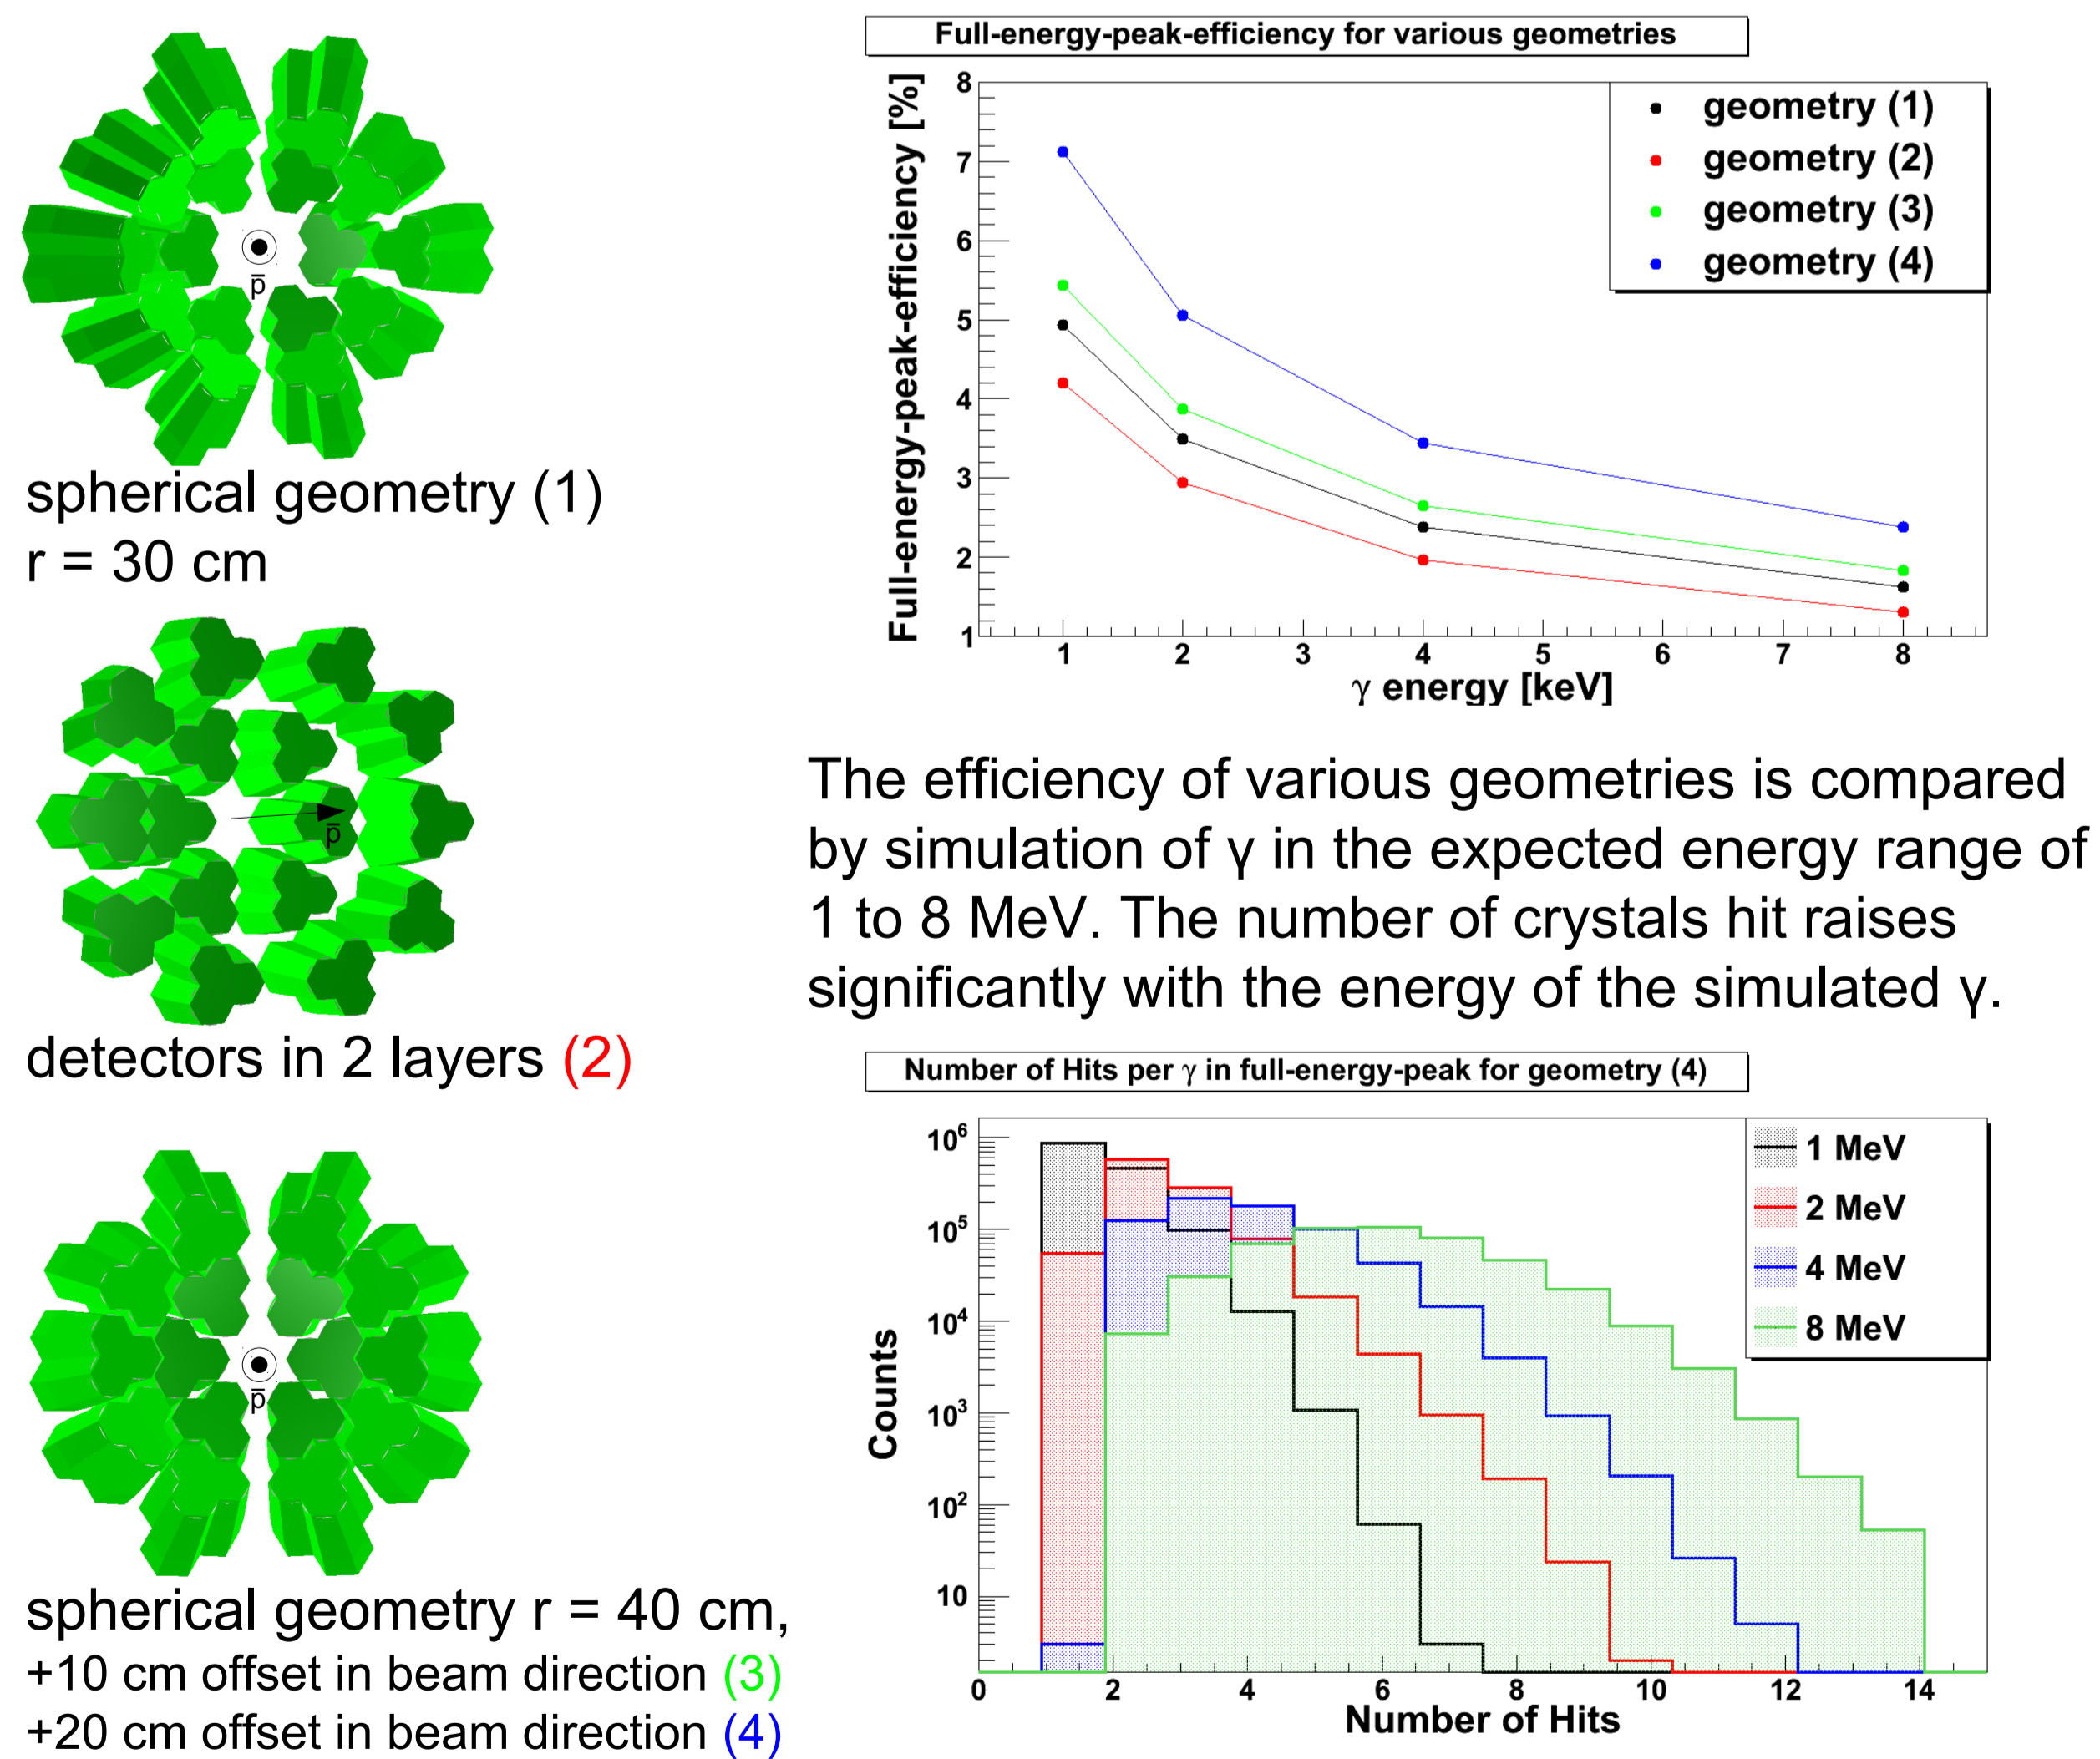 p̅
spherical geometry (1)
r = 30 cm
p̅
detectors in 2 layers (2)
p̅
spherical geometry r = 40 cm,
+10 cm offset in beam direction (3)
+20 cm offset in beam direction (4)
Full-energy-peak-efficiency for various geometries
Full-energy-peak-efficiency [%]
8
7
6
5
4
3
2
1
1 2 3 4 5 6 7 8
γ energy [keV]
geometry (1)
geometry (2)
geometry (3)
geometry (4)
The efficiency of various geometries is compared
by simulation of γ in the expected energy range of
1 to 8 MeV. The number of crystals hit raises
significantly with the energy of the simulated γ.
Number of Hits per γ in full-energy-peak for geometry (4)
Counts
10⁶
10⁵
10⁴
10³
10²
10
0 2 4 6 8 10 12 14
Number of Hits
1 MeV
2 MeV
4 MeV
8 MeV